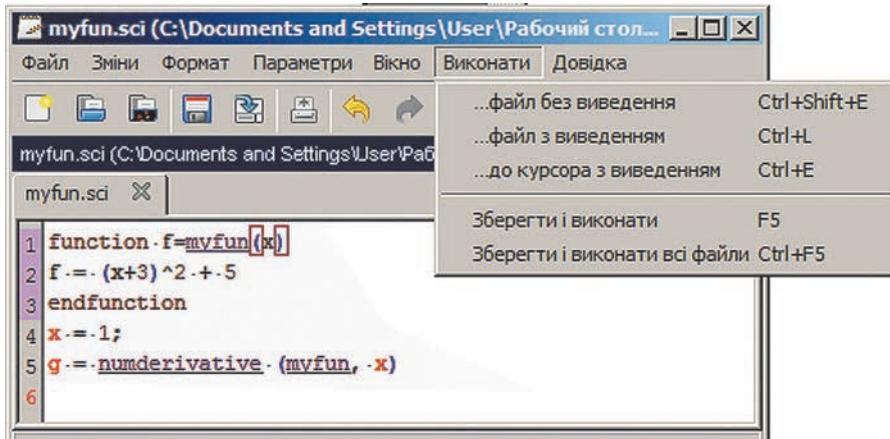 myfun.sci (C:\Documents and Settings\User\Рабочий стол...
Файл Зміни Формат Параметри Вікно Виконати Довідка
...файл без виведення Ctrl+Shift+E
...файл з виведенням Ctrl+L
...до курсора з виведенням Ctrl+E
Зберегти і виконати F5
Зберегти і виконати всі файли Ctrl+F5
myfun.sci (C:\Documents and Settings\User\Раб
myfun.sci
1 function f=myfun(x)
2 f = (x+3)^2 + 5
3 endfunction
4 x = 1;
5 g = numderivative (myfun, x)
6